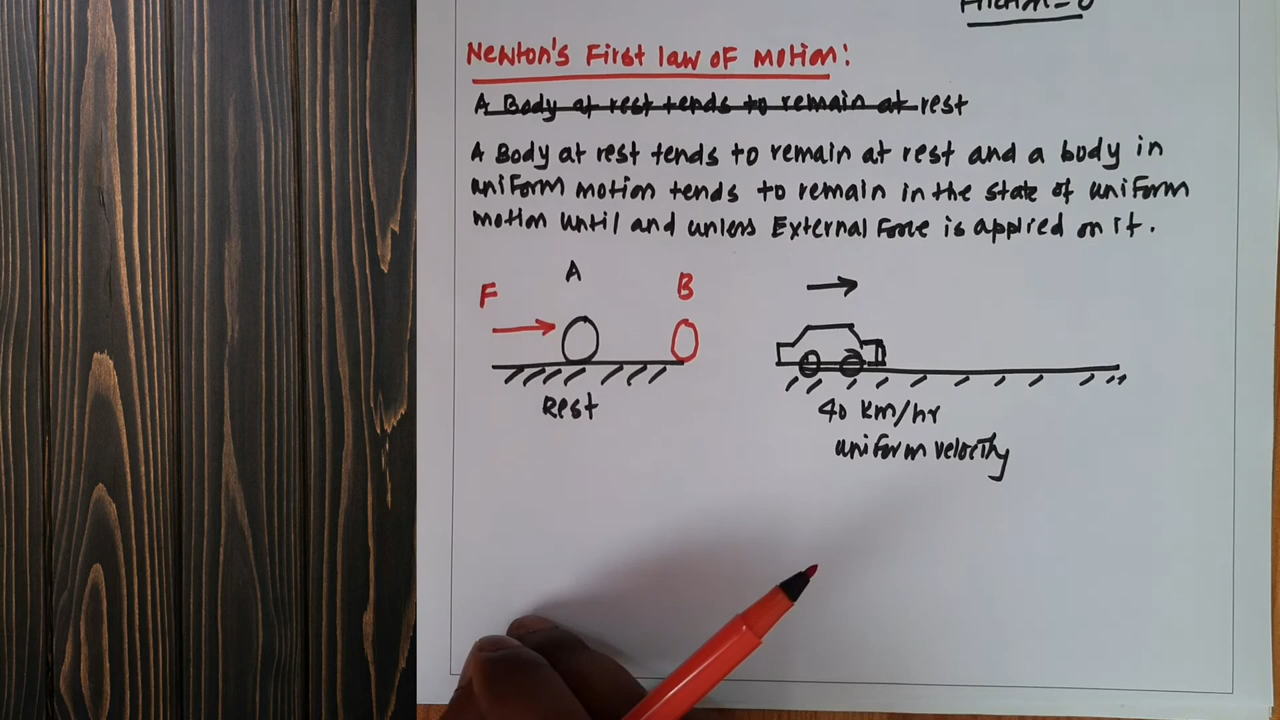 Newton's First law of motion:
A Body at rest tends to remain at rest
A Body at rest tends to remain at rest and a body in
uniform motion tends to remain in the state of uniform
motion until and unless External Force is applied on it.
A
B
F
Rest
40 km/hr
uniform velocity